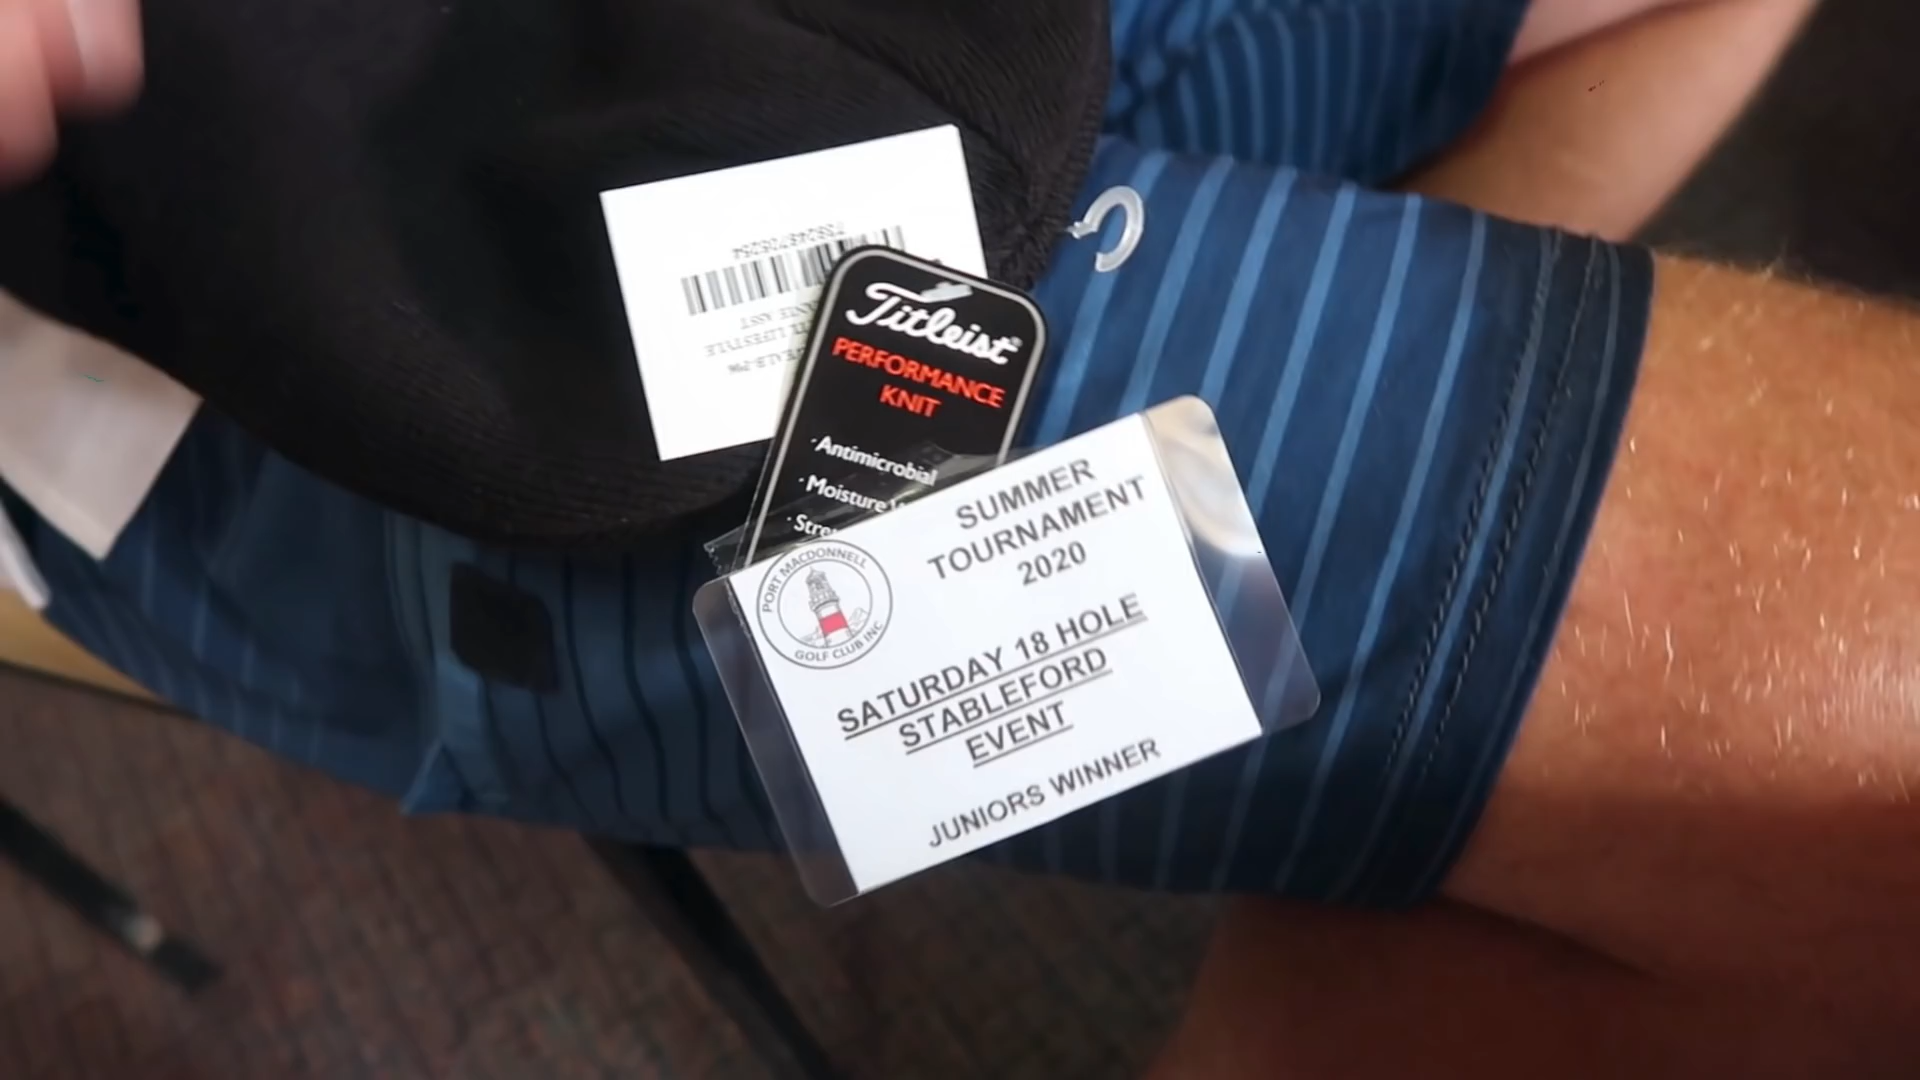 Titleist
PERFORMANCE
KNIT
·Antimicrobial
·Moisture
PORT MACDONNELL
GOLF CLUB INC
SUMMER
TOURNAMENT
2020
SATURDAY 18 HOLE
STABLEFORD
EVENT
JUNIORS WINNER